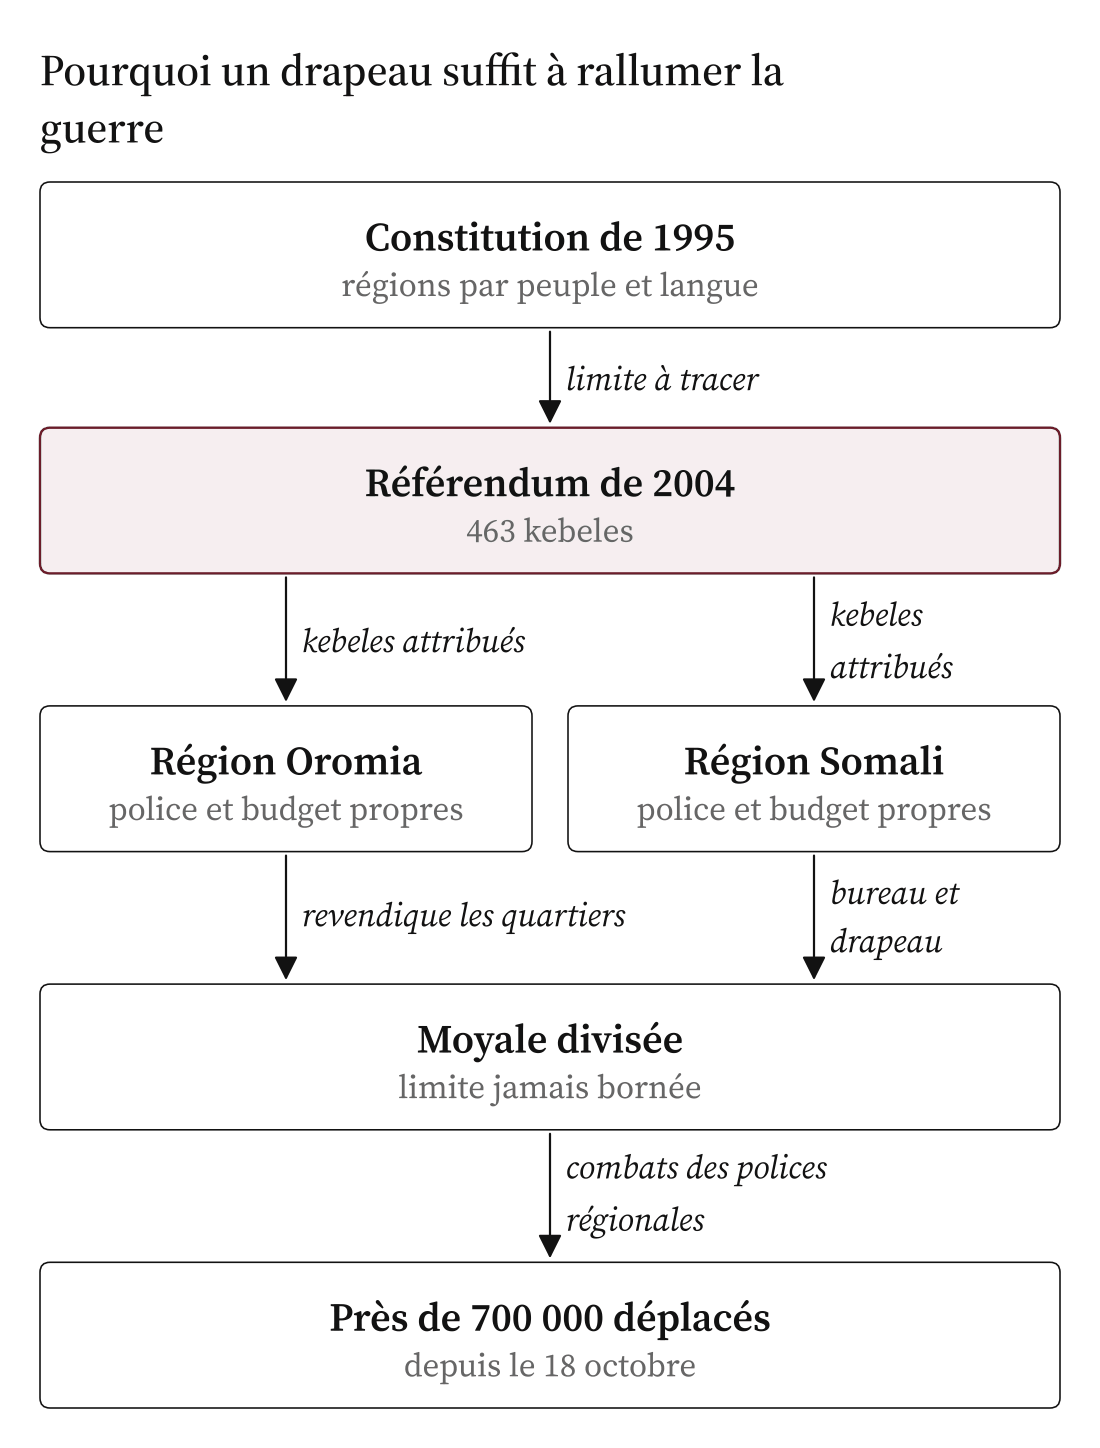 Pourquoi un drapeau suffit à rallumer la
guerre
Constitution de 1995
régions par peuple et langue
limite à tracer
Référendum de 2004
463 kebeles
kebeles attribués
kebeles
attribués
Région Oromia
police et budget propres
Région Somali
police et budget propres
revendique les quartiers
bureau et
drapeau
Moyale divisée
limite jamais bornée
combats des polices
régionales
Près de 700 000 déplacés
depuis le 18 octobre